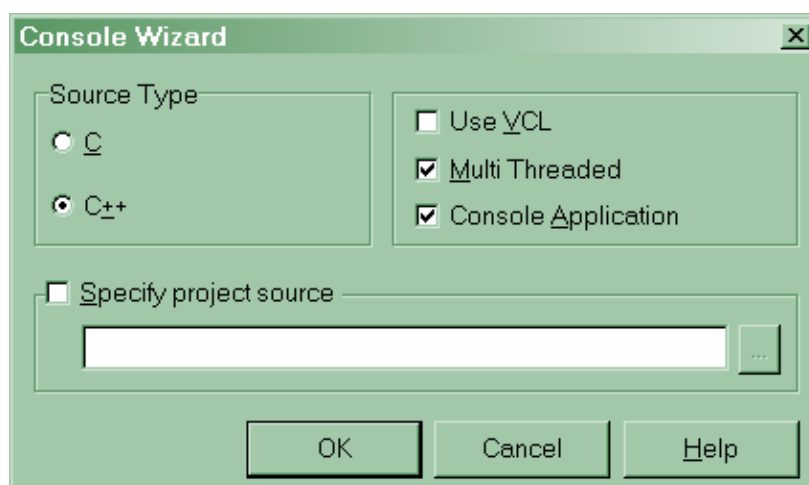 Console Wizard
Source Type
C
C++
Use VCL
Multi Threaded
Console Application
Specify project source
...
OK Cancel Help